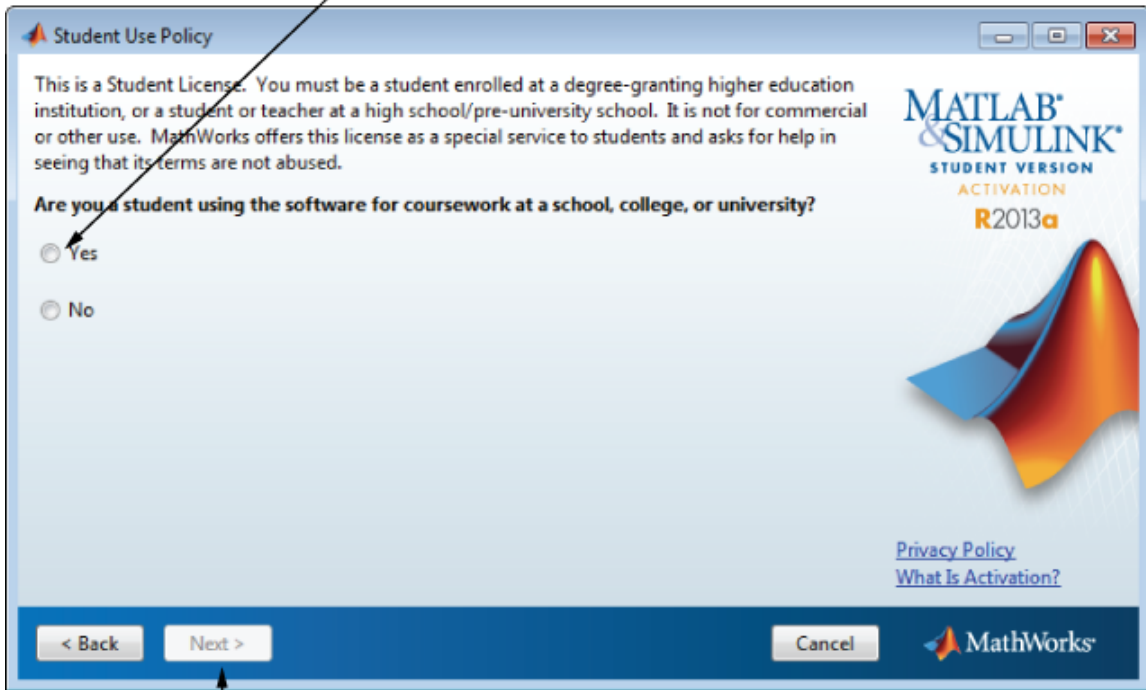 Student Use Policy
This is a Student License. You must be a student enrolled at a degree-granting higher education
institution, or a student or teacher at a high school/pre-university school. It is not for commercial
or other use. MathWorks offers this license as a special service to students and asks for help in
seeing that its terms are not abused.
Are you a student using the software for coursework at a school, college, or university?
Yes
No
MATLAB®
&SIMULINK®
STUDENT VERSION
ACTIVATION
R2013a
Privacy Policy
What Is Activation?
< Back
Next >
Cancel
MathWorks®